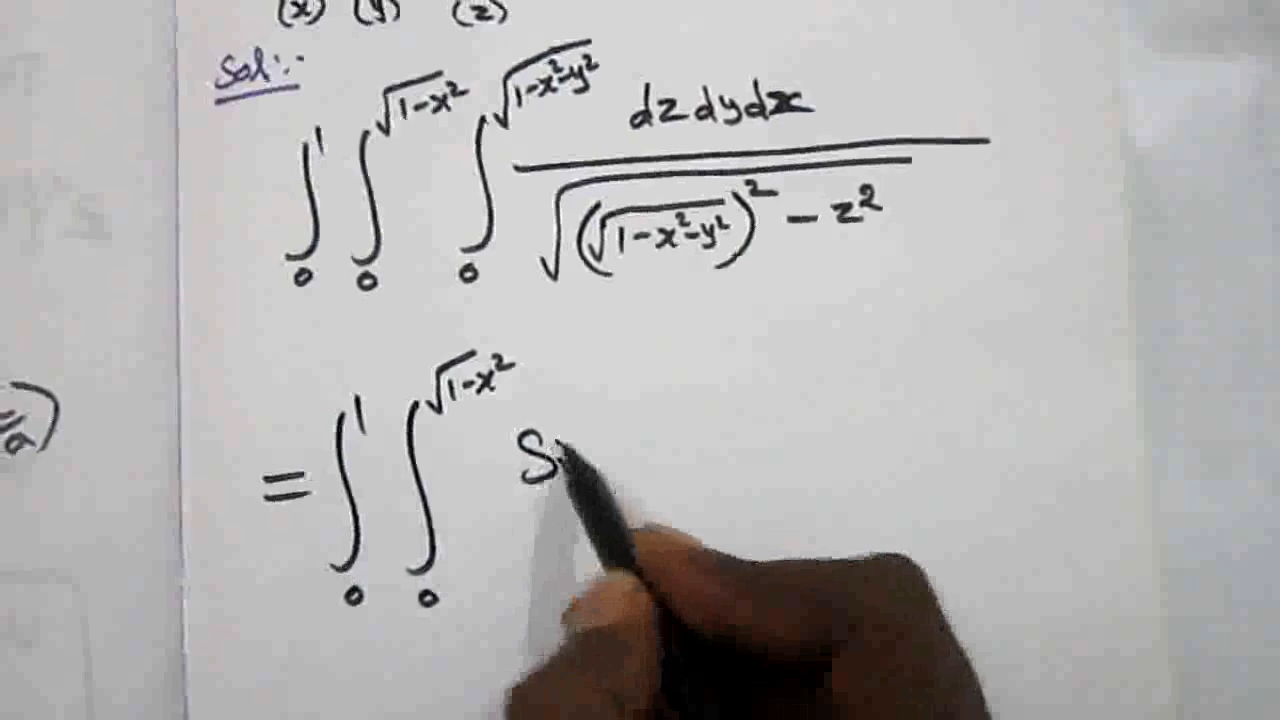 (x) (y) (z)
Sol:-
∫₀¹ ∫₀^√(1-x²) ∫₀^√(1-x²-y²) dz dy dx / √((√(1-x²-y²))² - z²)
= ∫₀¹ ∫₀^√(1-x²) S
a)